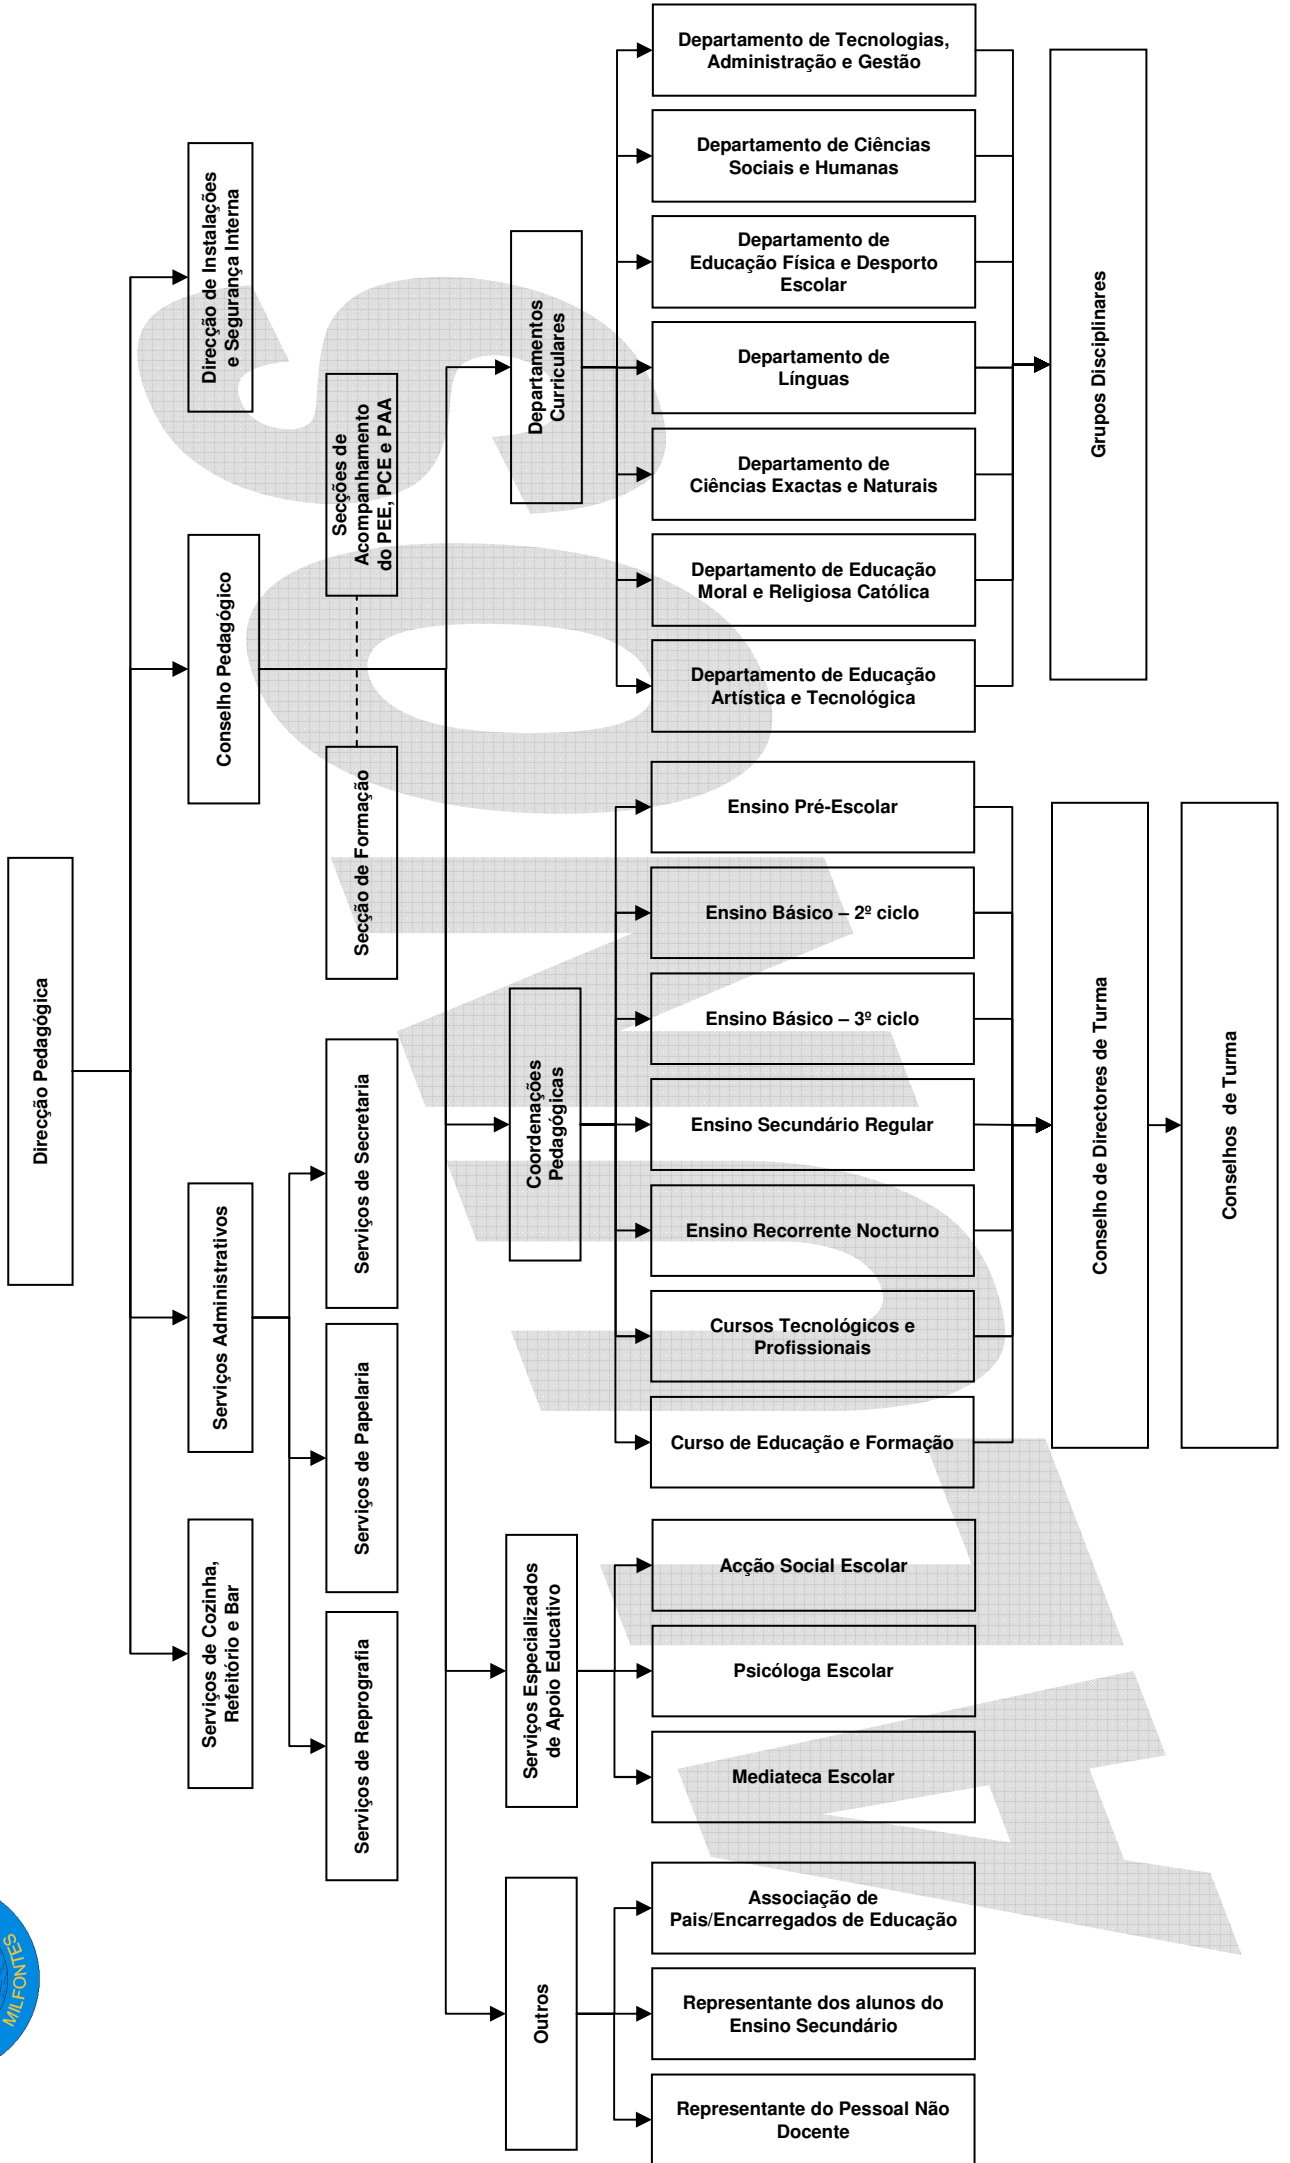 MILFONTES
ALUNOS
Direcção Pedagógica
Serviços de Cozinha,
Refeitório e Bar
Serviços Administrativos
Conselho Pedagógico
Direcção de Instalações
e Segurança Interna
Serviços de Reprografia
Serviços de Papelaria
Serviços de Secretaria
Secção de Formação
Secções de
Acompanhamento
do PEE, PCE e PAA
Outros
Serviços Especializados
de Apoio Educativo
Coordenações
Pedagógicas
Departamentos
Curriculares
Departamento de Tecnologias,
Administração e Gestão
Departamento de Ciências
Sociais e Humanas
Departamento de
Educação Física e Desporto
Escolar
Departamento de
Línguas
Departamento de
Ciências Exactas e Naturais
Departamento de Educação
Moral e Religiosa Católica
Departamento de Educação
Artística e Tecnológica
Ensino Pré-Escolar
Ensino Básico – 2º ciclo
Ensino Básico – 3º ciclo
Ensino Secundário Regular
Ensino Recorrente Nocturno
Cursos Tecnológicos e
Profissionais
Curso de Educação e Formação
Acção Social Escolar
Psicóloga Escolar
Mediateca Escolar
Associação de
Pais/Encarregados de Educação
Representante dos alunos do
Ensino Secundário
Representante do Pessoal Não
Docente
Grupos Disciplinares
Conselho de Directores de Turma
Conselhos de Turma